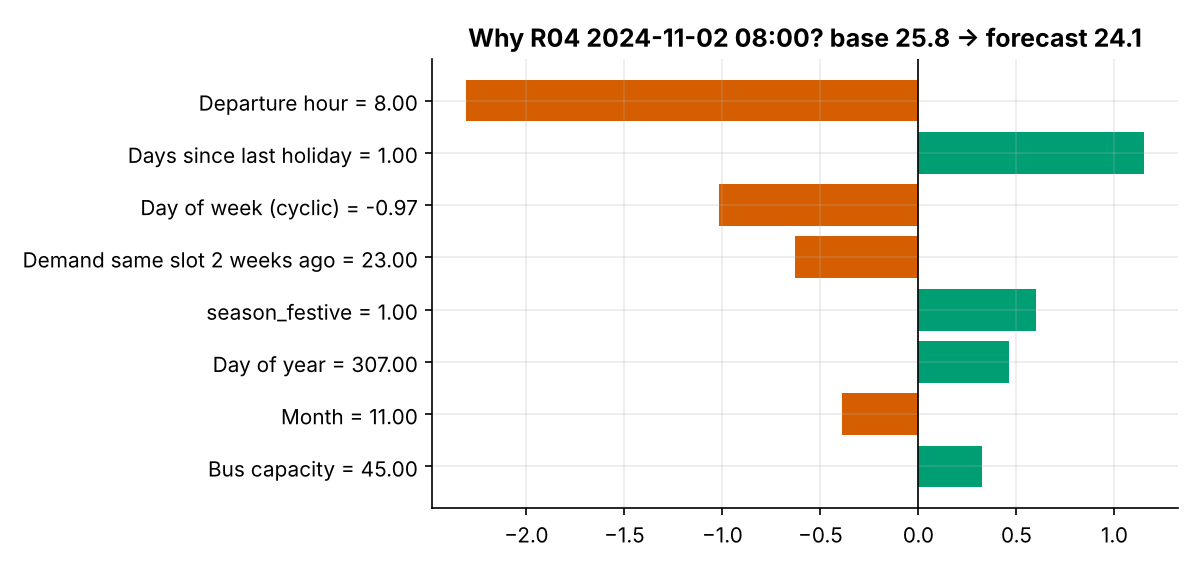 Why R04 2024-11-02 08:00? base 25.8 → forecast 24.1
Departure hour = 8.00
Days since last holiday = 1.00
Day of week (cyclic) = -0.97
Demand same slot 2 weeks ago = 23.00
season_festive = 1.00
Day of year = 307.00
Month = 11.00
Bus capacity = 45.00
−2.0 −1.5 −1.0 −0.5 0.0 0.5 1.0